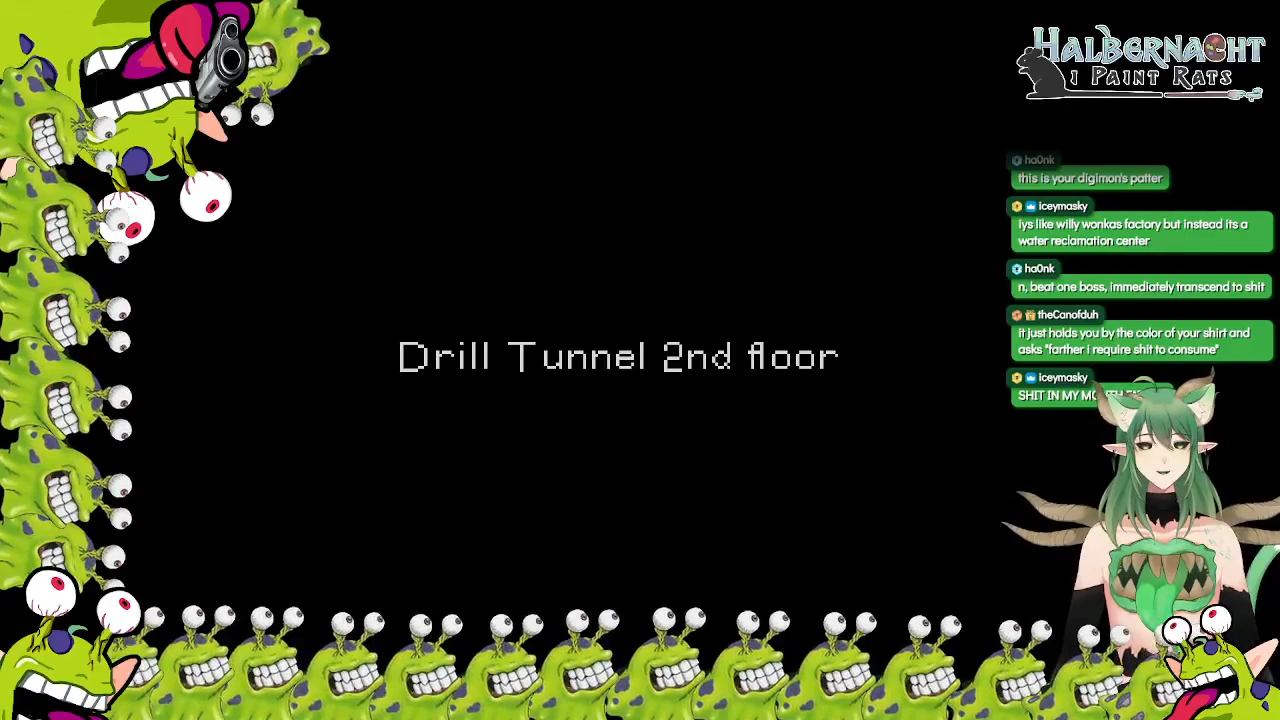 HALBERNACHT
I PAINT RATS
ha0nk
this is your digimon's patter
iceymasky
iys like willy wonkas factory but instead its a
water reclamation center
ha0nk
n, beat one boss, immediately transcend to shit
theCanofduh
it just holds you by the color of your shirt and
asks "farther i require shit to consume"
iceymasky
SHIT IN MY
Drill Tunnel 2nd floor